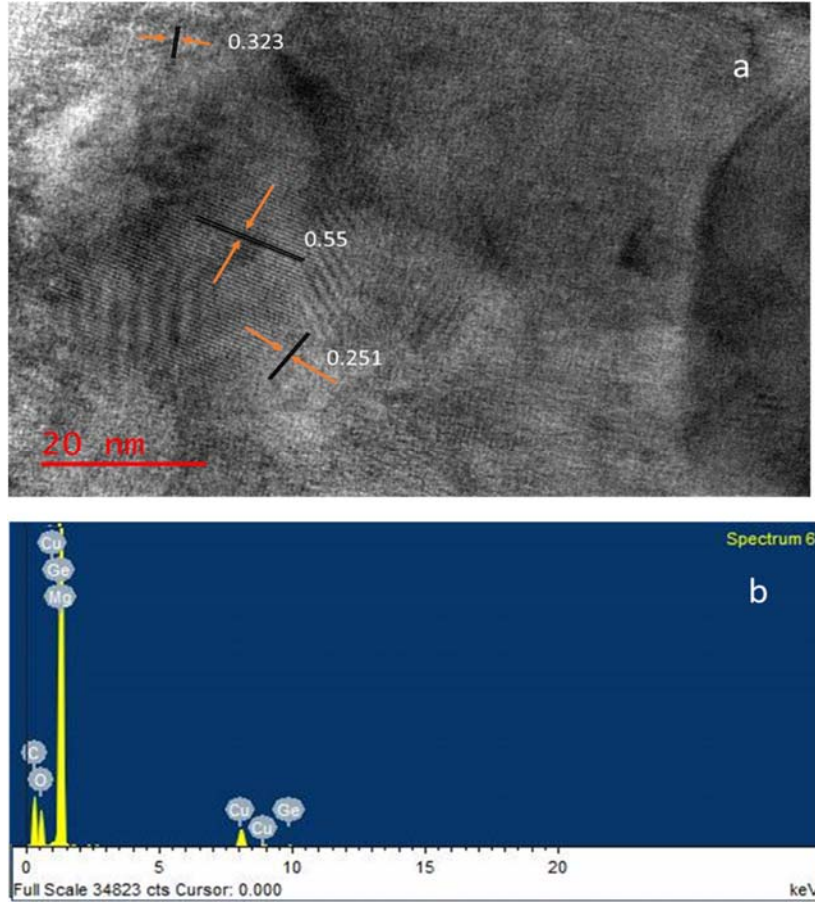 0.323
a
0.55
0.251
20 nm
Spectrum 6
Cu
Ge
Mg
b
C
O
Cu
Cu
Ge
0 5 10 15 20
Full Scale 34823 cts Cursor: 0.000 keV